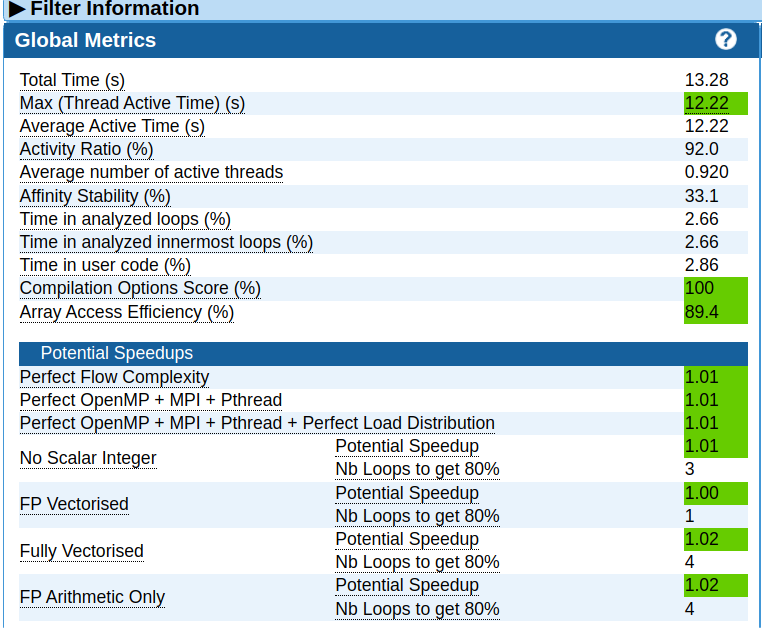 ▶ Filter Information
Global Metrics ?
Total Time (s) 13.28
Max (Thread Active Time) (s) 12.22
Average Active Time (s) 12.22
Activity Ratio (%) 92.0
Average number of active threads 0.920
Affinity Stability (%) 33.1
Time in analyzed loops (%) 2.66
Time in analyzed innermost loops (%) 2.66
Time in user code (%) 2.86
Compilation Options Score (%) 100
Array Access Efficiency (%) 89.4
Potential Speedups
Perfect Flow Complexity 1.01
Perfect OpenMP + MPI + Pthread 1.01
Perfect OpenMP + MPI + Pthread + Perfect Load Distribution 1.01
No Scalar Integer
Potential Speedup 1.01
Nb Loops to get 80% 3
FP Vectorised
Potential Speedup 1.00
Nb Loops to get 80% 1
Fully Vectorised
Potential Speedup 1.02
Nb Loops to get 80% 4
FP Arithmetic Only
Potential Speedup 1.02
Nb Loops to get 80% 4